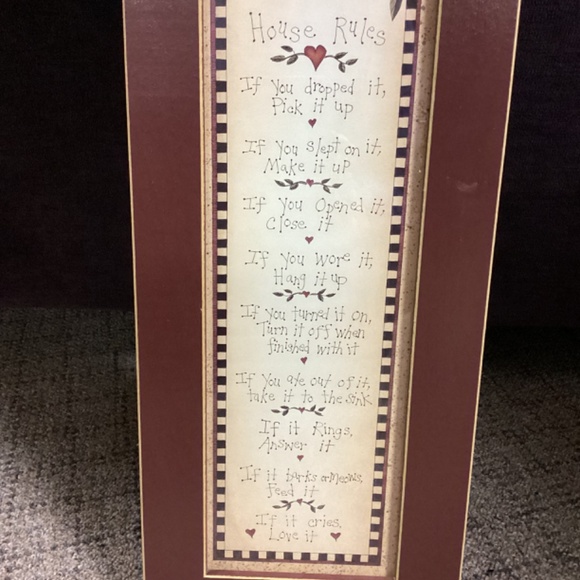 House Rules
If you dropped it,
Pick it up
If you slept on it,
Make it up
If you Opened it,
Close it
If you wore it,
Hang it up
If you turned it on,
Turn it off when
finished with it
If you ate out of it,
take it to the sink
If it Rings,
Answer it
If it barks or meows,
Feed it
If it cries,
Love it